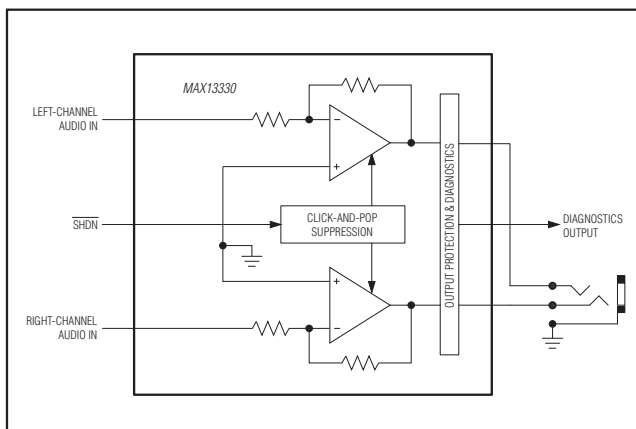 MAX13330
LEFT-CHANNEL
AUDIO IN
−
+
SHDN
CLICK-AND-POP
SUPPRESSION
OUTPUT PROTECTION & DIAGNOSTICS
DIAGNOSTICS
OUTPUT
+
−
RIGHT-CHANNEL
AUDIO IN